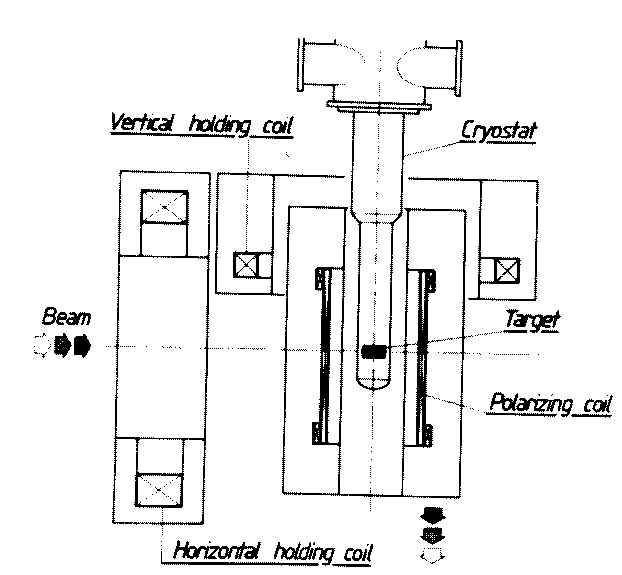 Vertical holding coil
Cryostat
Beam
Target
Polarizing coil
Horizontal holding coil